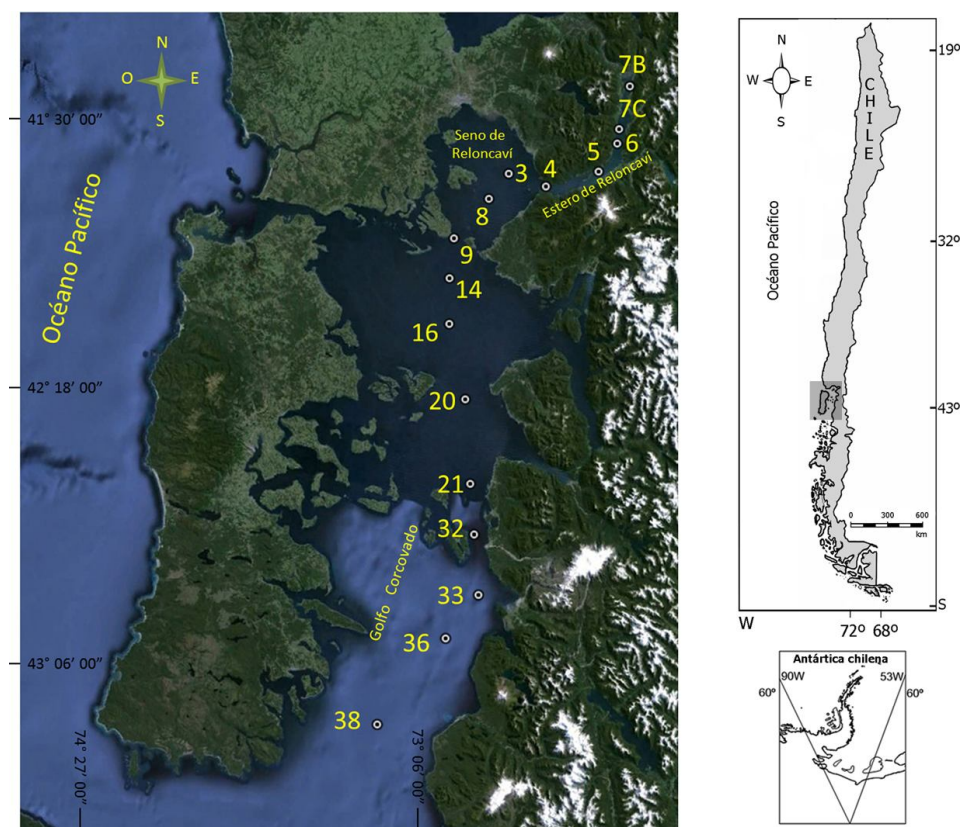 N
O E
S
41° 30' 00”
Océano Pacífico
42° 18' 00”
43° 06' 00”
74° 27' 00”
73° 06' 00”
Seno de
Reloncaví
Estero de Reloncaví
Golfo Corcovado
7B
7C
6
5
4
3
8
9
14
16
20
21
32
33
36
38
N
W E
S
CHILE
Océano Pacífico
19º
32º
43º
S
0 300 600
km
W
72º 68º
Antártica chilena
90W 53W
60º 60º